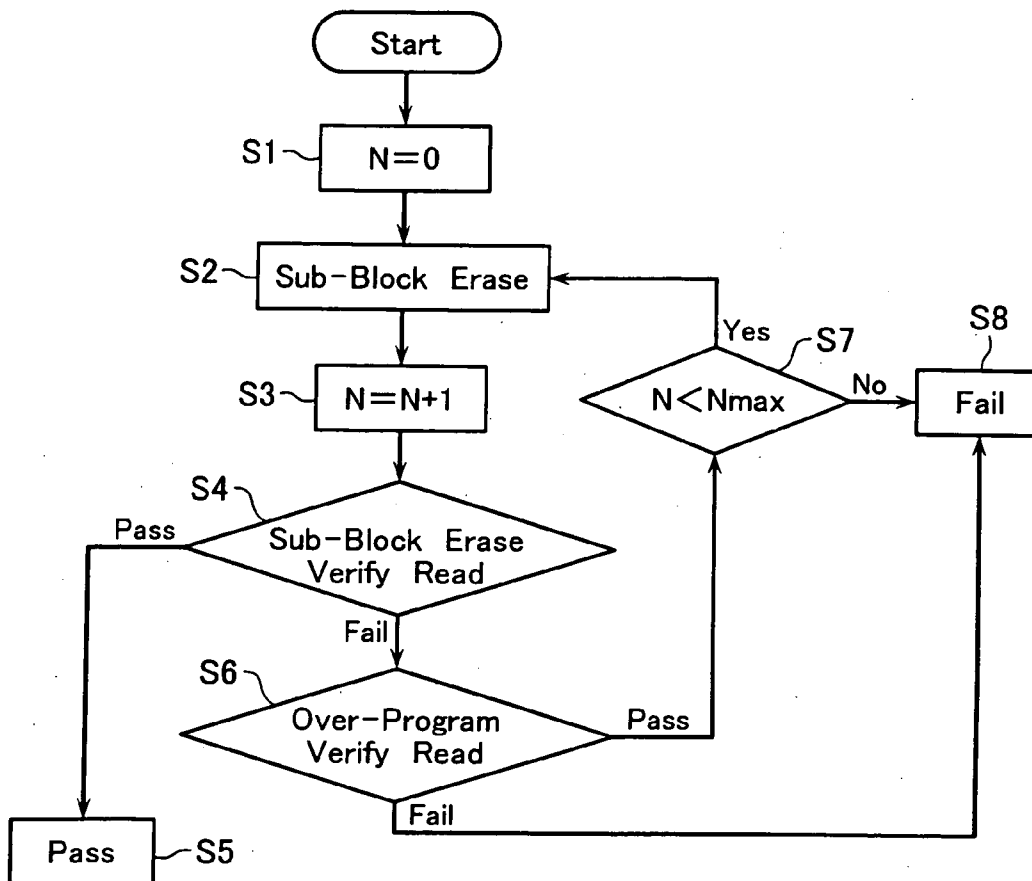 Start
S1
N=0
S2
Sub-Block Erase
Yes
S7
S8
S3
N=N+1
N<Nmax
No
Fail
S4
Pass
Sub-Block Erase
Verify Read
Fail
S6
Over-Program
Verify Read
Pass
Fail
Pass
S5